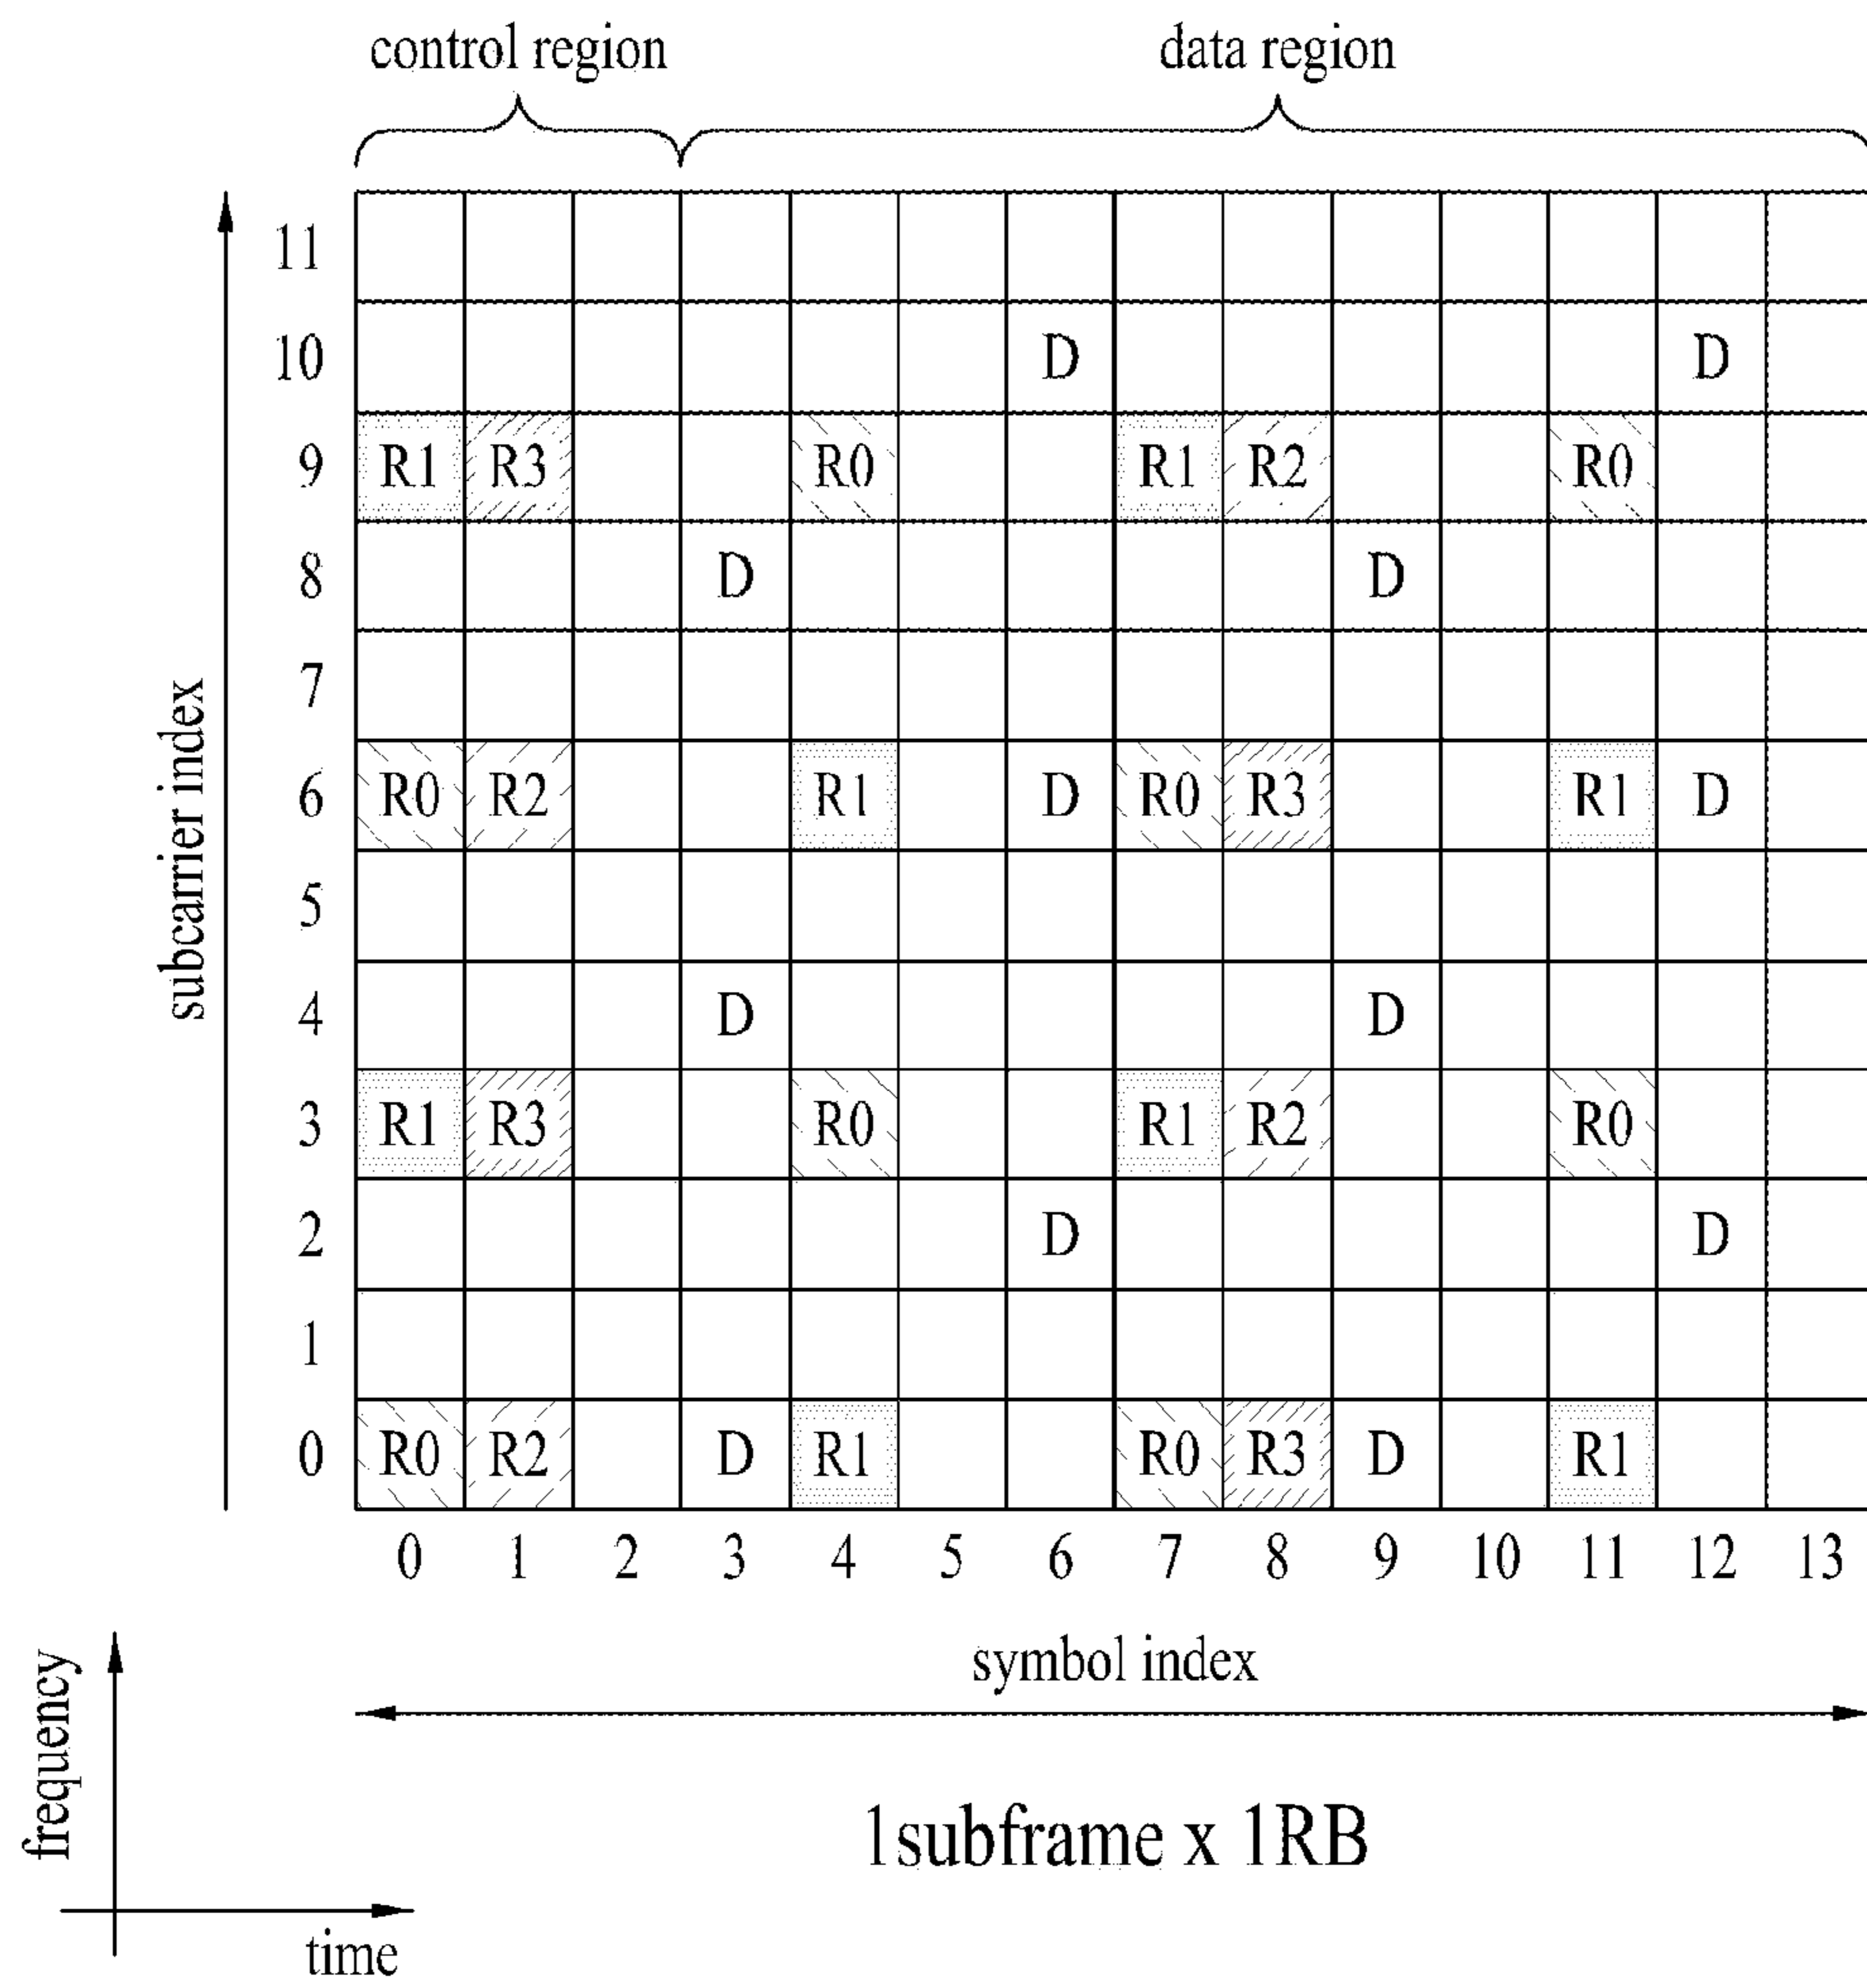 control region data region
11
10 D D
9 R1 R3 R0 R1 R2 R0
8 D D
7
6 R0 R2 R1 D R0 R3 R1 D
5
4 D D
3 R1 R3 R0 R1 R2 R0
2 D D
1
0 R0 R2 D R1 R0 R3 D R1
subcarrier index
0 1 2 3 4 5 6 7 8 9 10 11 12 13
symbol index
frequency
time
1subframe x 1RB